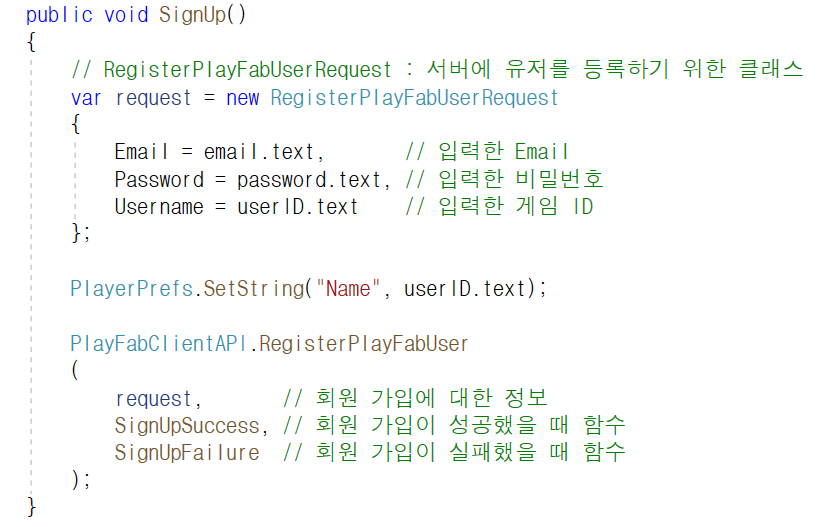 public void SignUp()
{
// RegisterPlayFabUserRequest : 서버에 유저를 등록하기 위한 클래스
var request = new RegisterPlayFabUserRequest
{
Email = email.text, // 입력한 Email
Password = password.text, // 입력한 비밀번호
Username = userID.text // 입력한 게임 ID
};
PlayerPrefs.SetString("Name", userID.text);
PlayFabClientAPI.RegisterPlayFabUser
(
request, // 회원 가입에 대한 정보
SignUpSuccess, // 회원 가입이 성공했을 때 함수
SignUpFailure // 회원 가입이 실패했을 때 함수
);
}